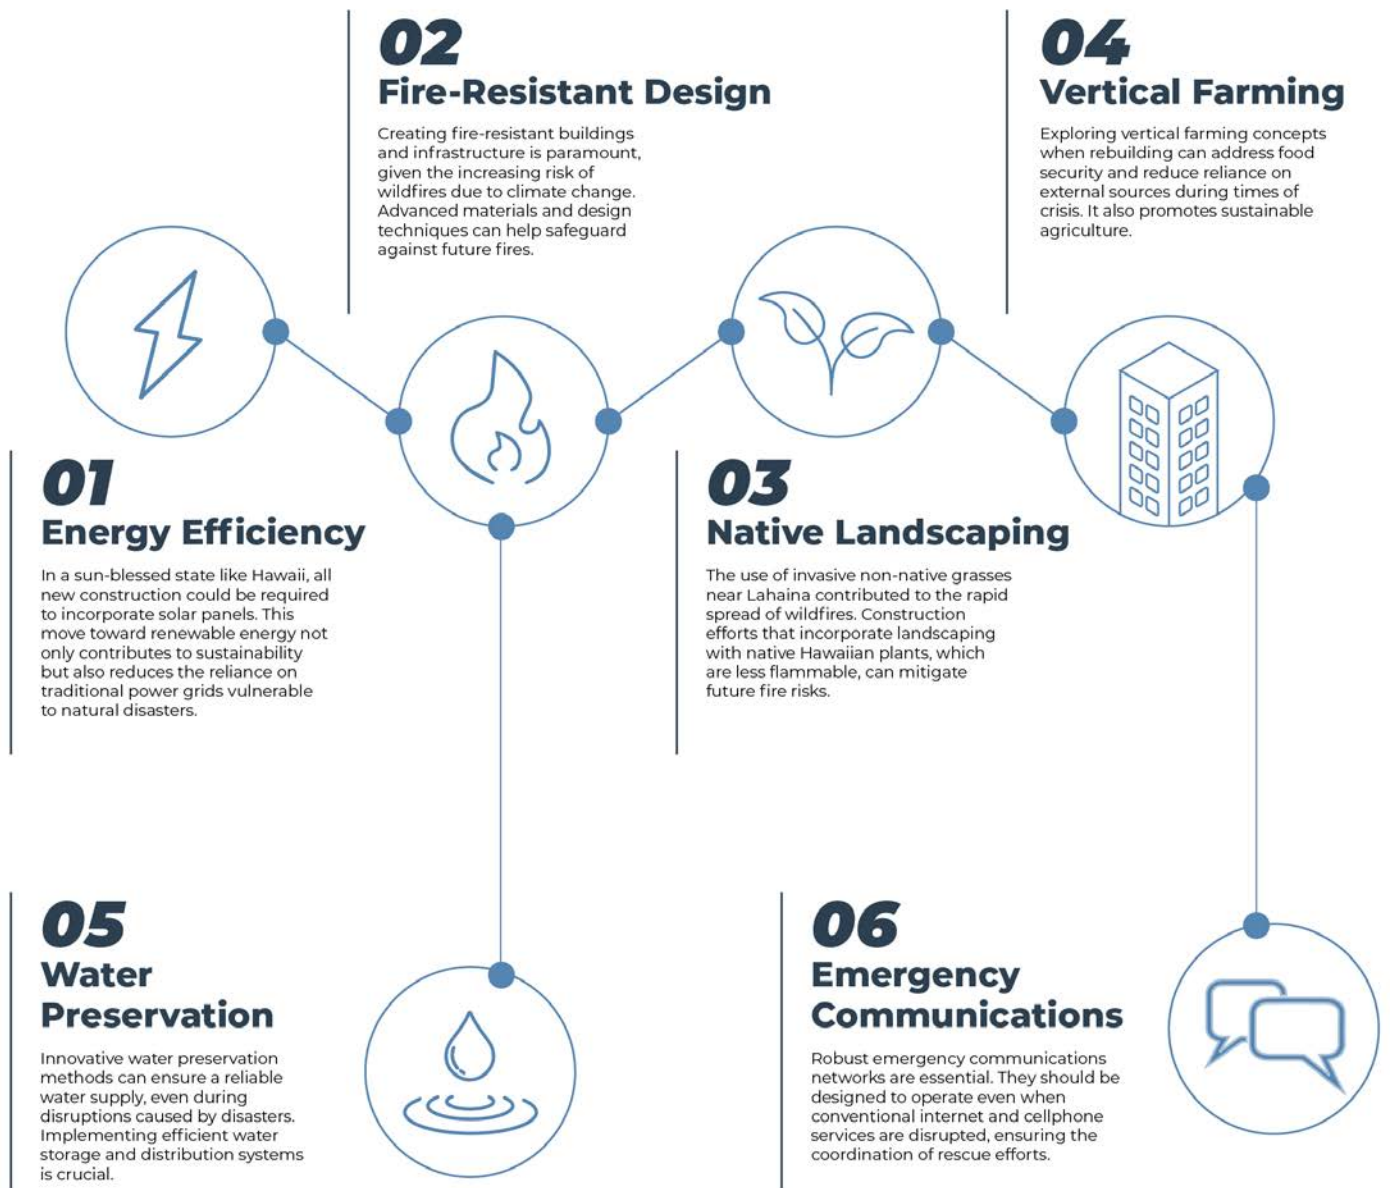 01
Energy Efficiency
In a sun-blessed state like Hawaii, all
new construction could be required
to incorporate solar panels. This
move toward renewable energy not
only contributes to sustainability
but also reduces the reliance on
traditional power grids vulnerable
to natural disasters.
02
Fire-Resistant Design
Creating fire-resistant buildings
and infrastructure is paramount,
given the increasing risk of
wildfires due to climate change.
Advanced materials and design
techniques can help safeguard
against future fires.
03
Native Landscaping
The use of invasive non-native grasses
near Lahaina contributed to the rapid
spread of wildfires. Construction
efforts that incorporate landscaping
with native Hawaiian plants, which
are less flammable, can mitigate
future fire risks.
04
Vertical Farming
Exploring vertical farming concepts
when rebuilding can address food
security and reduce reliance on
external sources during times of
crisis. It also promotes sustainable
agriculture.
05
Water
Preservation
Innovative water preservation
methods can ensure a reliable
water supply, even during
disruptions caused by disasters.
Implementing efficient water
storage and distribution systems
is crucial.
06
Emergency
Communications
Robust emergency communications
networks are essential. They should be
designed to operate even when
conventional internet and cellphone
services are disrupted, ensuring the
coordination of rescue efforts.